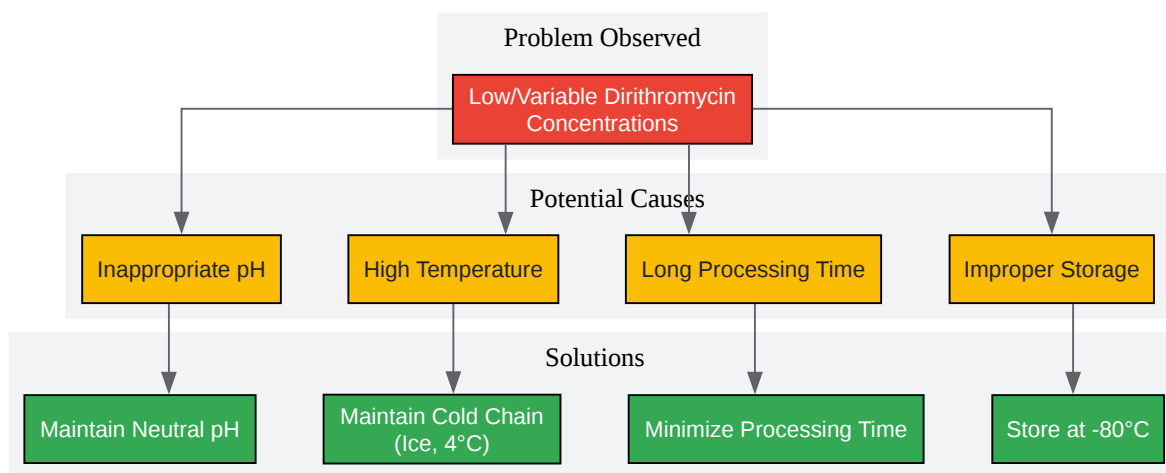 Problem Observed
Low/Variable Dirithromycin
Concentrations
Potential Causes
Inappropriate pH
High Temperature
Long Processing Time
Improper Storage
Solutions
Maintain Neutral pH
Maintain Cold Chain
(Ice, 4°C)
Minimize Processing Time
Store at -80°C